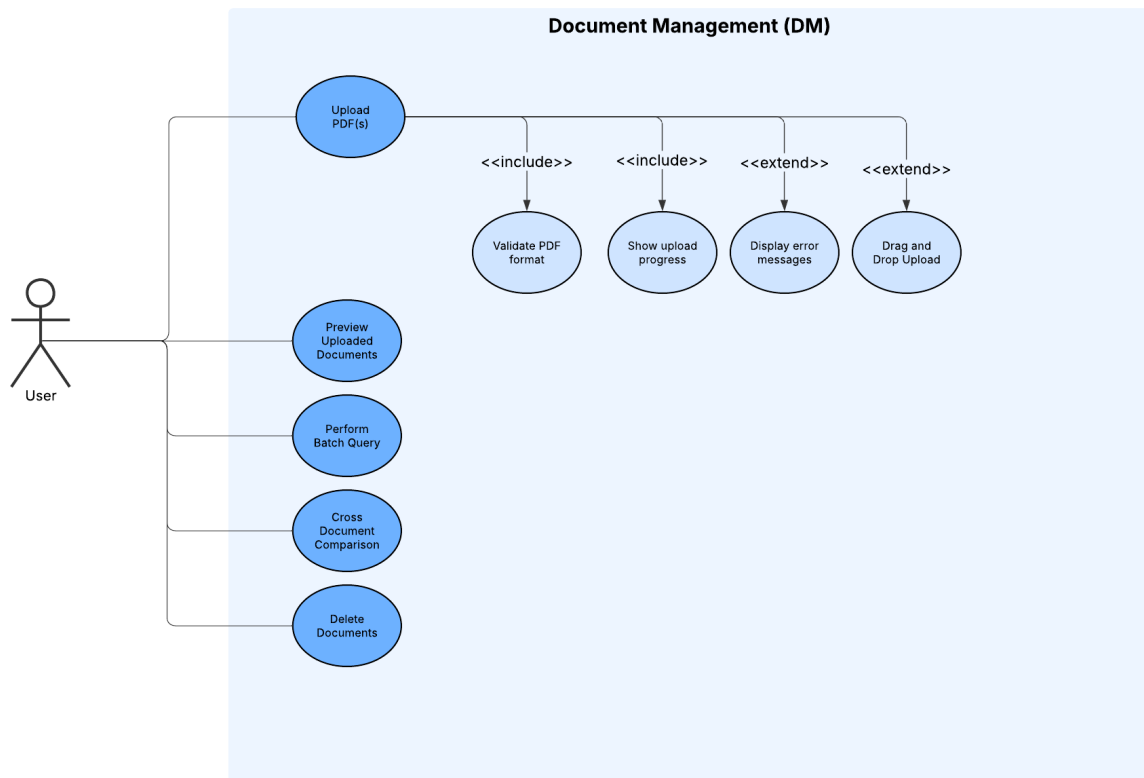 Document Management (DM)
Upload
PDF(s)
<<include>>
<<include>>
<<extend>>
<<extend>>
Validate PDF
format
Show upload
progress
Display error
messages
Drag and
Drop Upload
Preview
Uploaded
Documents
User
Perform
Batch Query
Cross
Document
Comparison
Delete
Documents